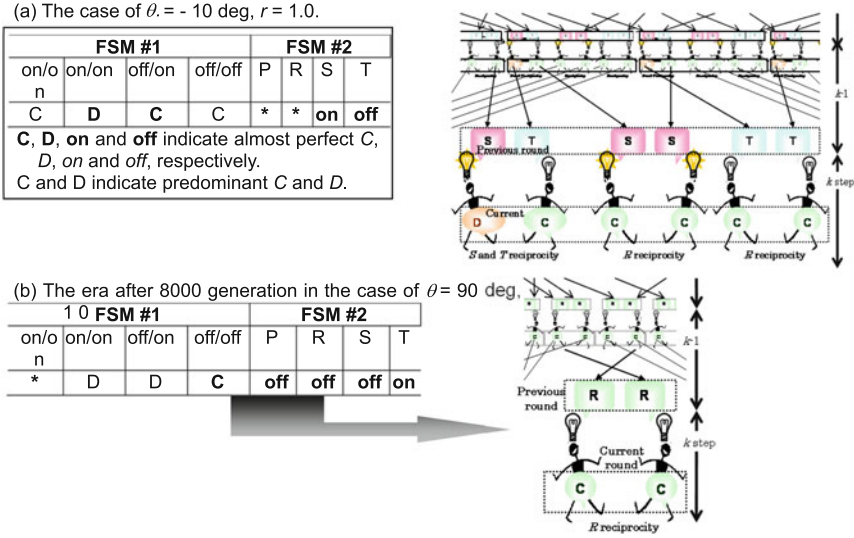 (a) The case of θ. = - 10 deg, r = 1.0.
FSM #1 FSM #2
on/o on/on off/on off/off P R S T
n
C D C C * * on off
C, D, on and off indicate almost perfect C,
D, on and off, respectively.
C and D indicate predominant C and D.
k-1
S T S S T T
Previous round
k step
Current
D C C C C C
S and T reciprocity R reciprocity R reciprocity
(b) The era after 8000 generation in the case of θ = 90 deg,
1 0 FSM #1 FSM #2
on/o on/on off/on off/off P R S T
n
* D D C off off off on
k-1
Previous
round
R R
k step
Current
round
C C
R reciprocity